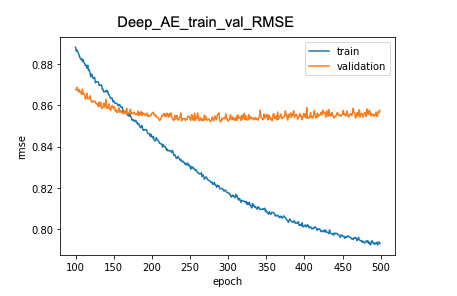 Deep_AE_train_val_RMSE
train
validation
rmse
0.88
0.86
0.84
0.82
0.80
100 150 200 250 300 350 400 450 500
epoch